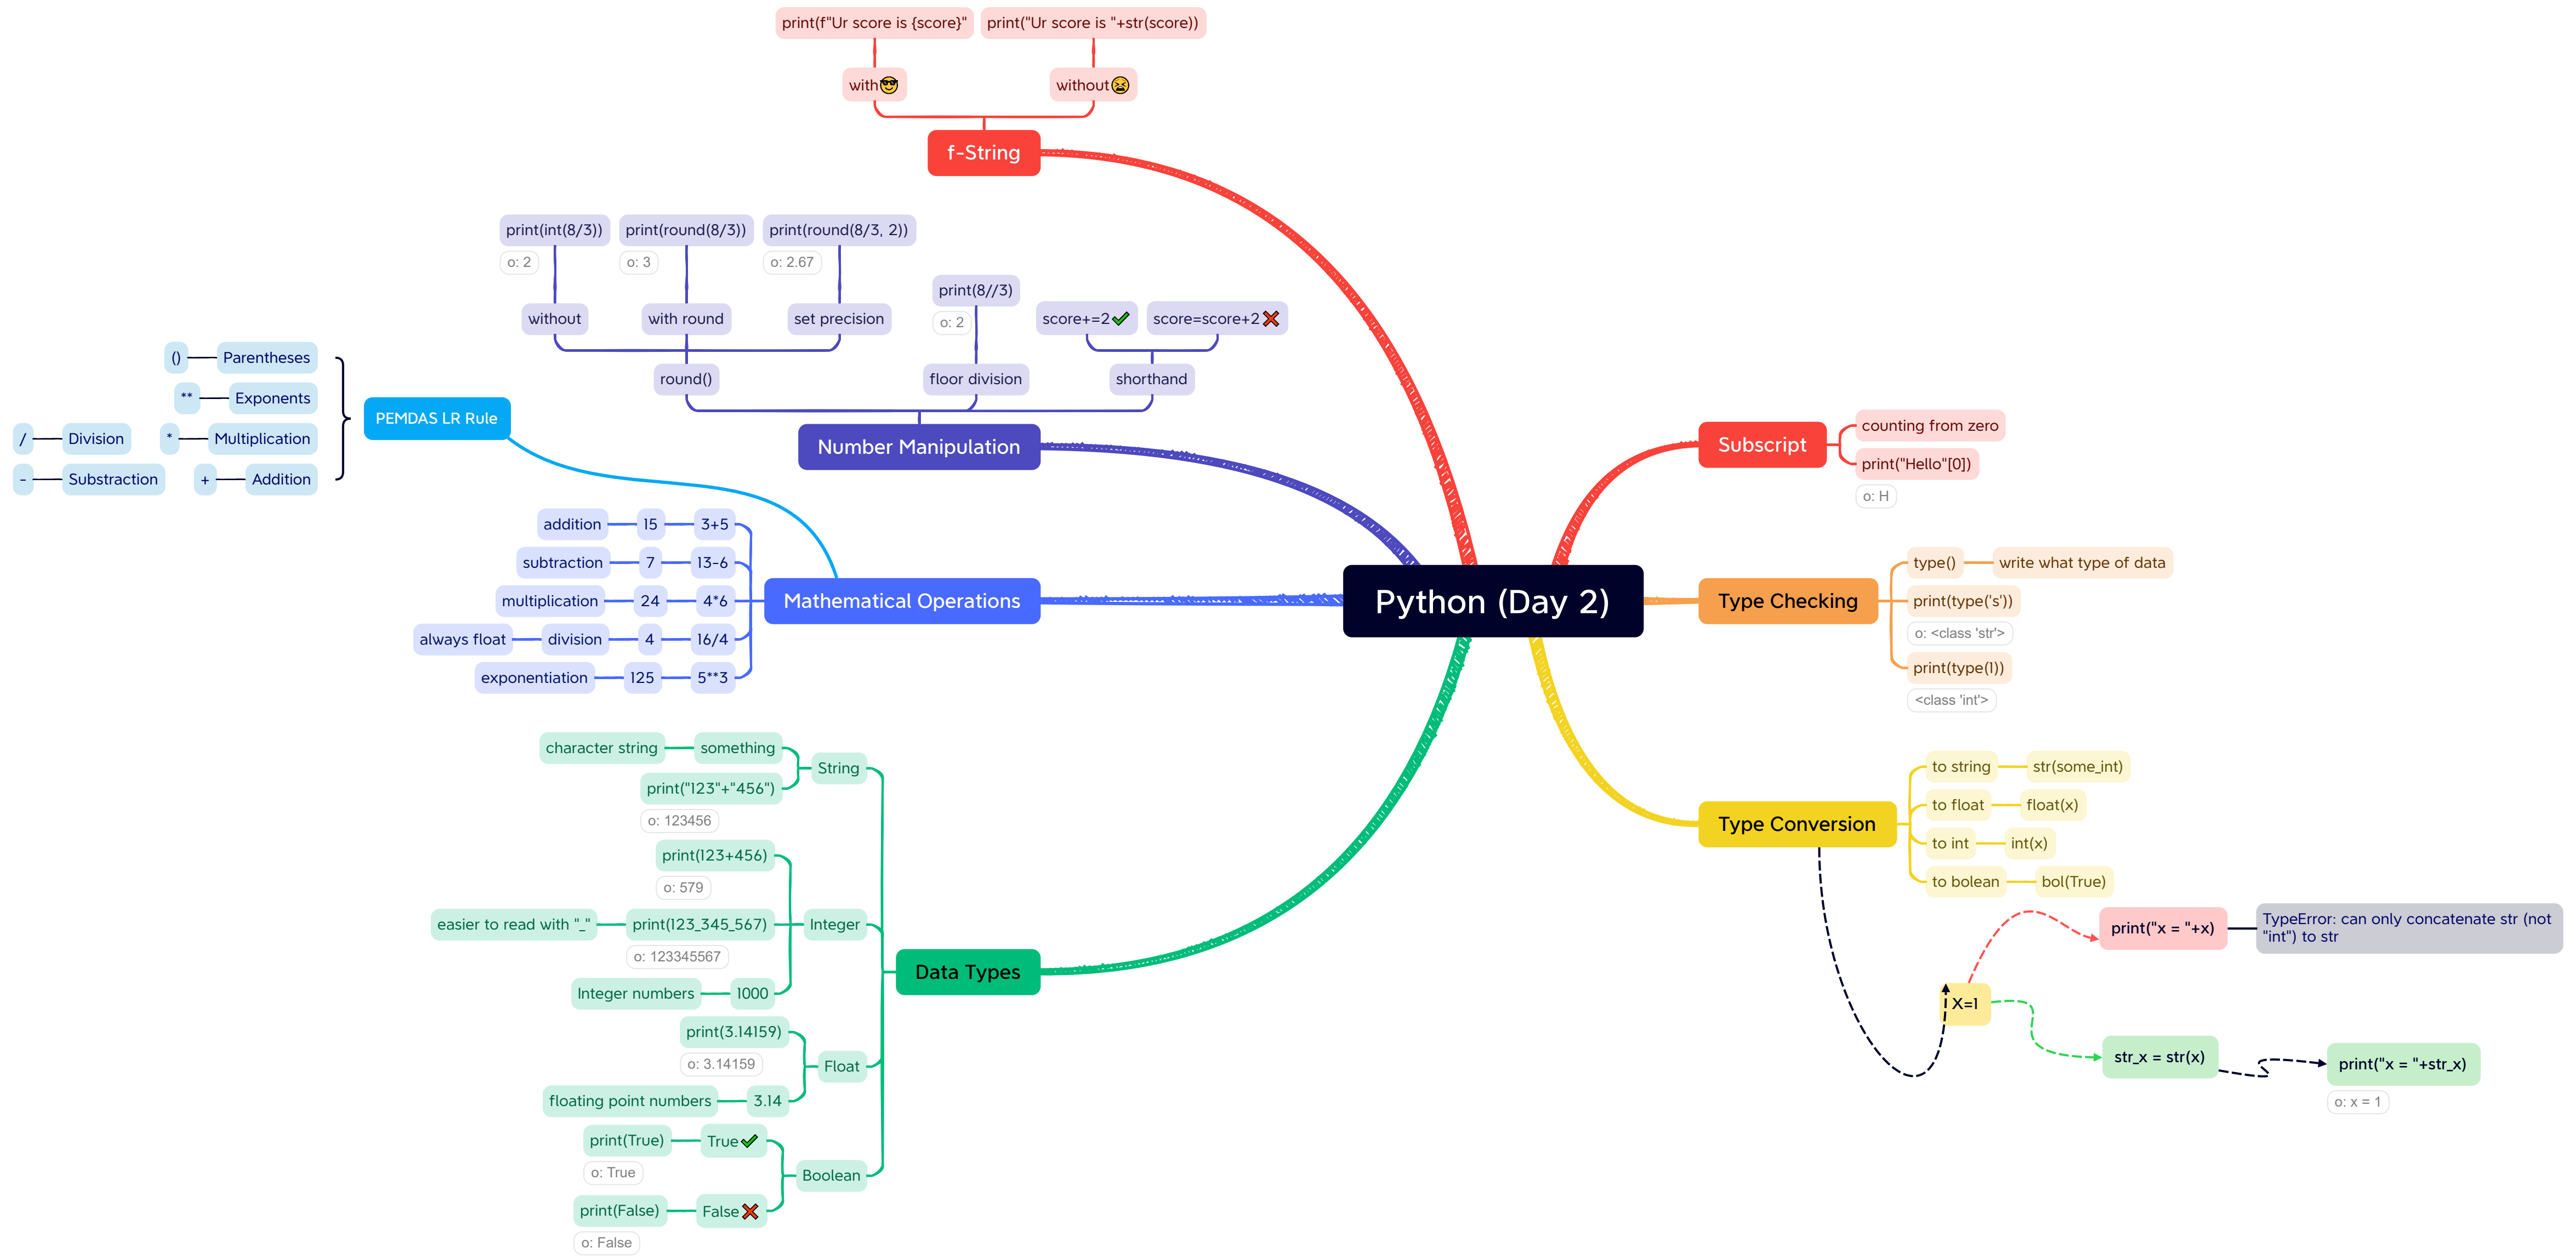 Python (Day 2)
f-String
with😎
print(f"Ur score is {score}"
without😫
print("Ur score is "+str(score))
Number Manipulation
round()
without
print(int(8/3))
o: 2
with round
print(round(8/3))
o: 3
set precision
print(round(8/3, 2))
o: 2.67
floor division
print(8//3)
o: 2
shorthand
score+=2✔
score=score+2❌
PEMDAS LR Rule
Parentheses
()
Exponents
**
Multiplication
*
Division
/
Addition
+
Substraction
-
Mathematical Operations
3+5
15
addition
13-6
7
subtraction
4*6
24
multiplication
16/4
4
division
always float
5**3
125
exponentiation
Data Types
String
something
character string
print("123"+"456")
o: 123456
Integer
print(123+456)
o: 579
print(123_345_567)
easier to read with "_"
o: 123345567
1000
Integer numbers
Float
print(3.14159)
o: 3.14159
3.14
floating point numbers
Boolean
True✔
print(True)
o: True
False❌
print(False)
o: False
Subscript
counting from zero
print("Hello"[0])
o: H
Type Checking
type()
write what type of data
print(type('s'))
o: <class 'str'>
print(type(1))
<class 'int'>
Type Conversion
to string
str(some_int)
to float
float(x)
to int
int(x)
to bolean
bol(True)
X=1
print("x = "+x)
TypeError: can only concatenate str (not
"int") to str
str_x = str(x)
print("x = "+str_x)
o: x = 1